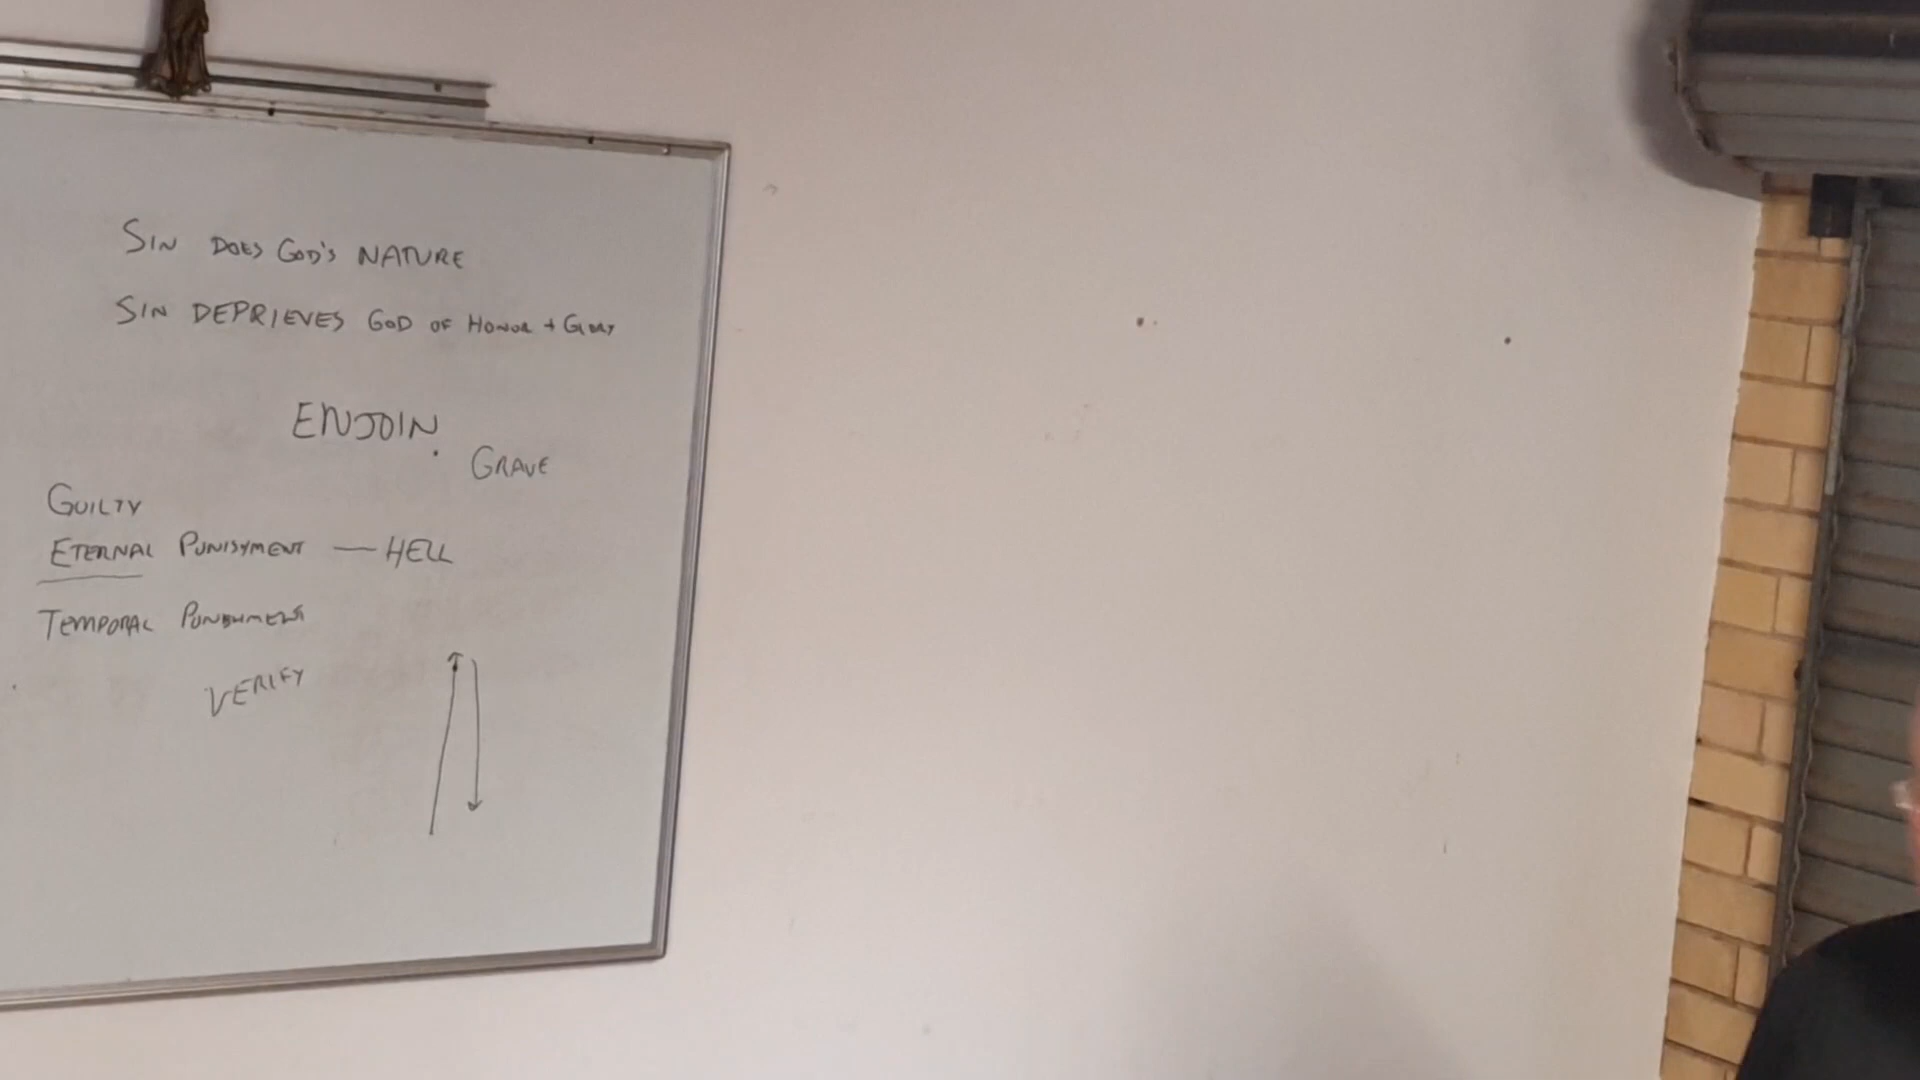 SIN DOES GOD'S NATURE
SIN DEPRIEVES GOD OF HONOR + GLORY
ENJOIN
GRAVE
GUILTY
ETERNAL PUNISYMENT — HELL
TEMPORAL PUNISHMENT
VERIFY